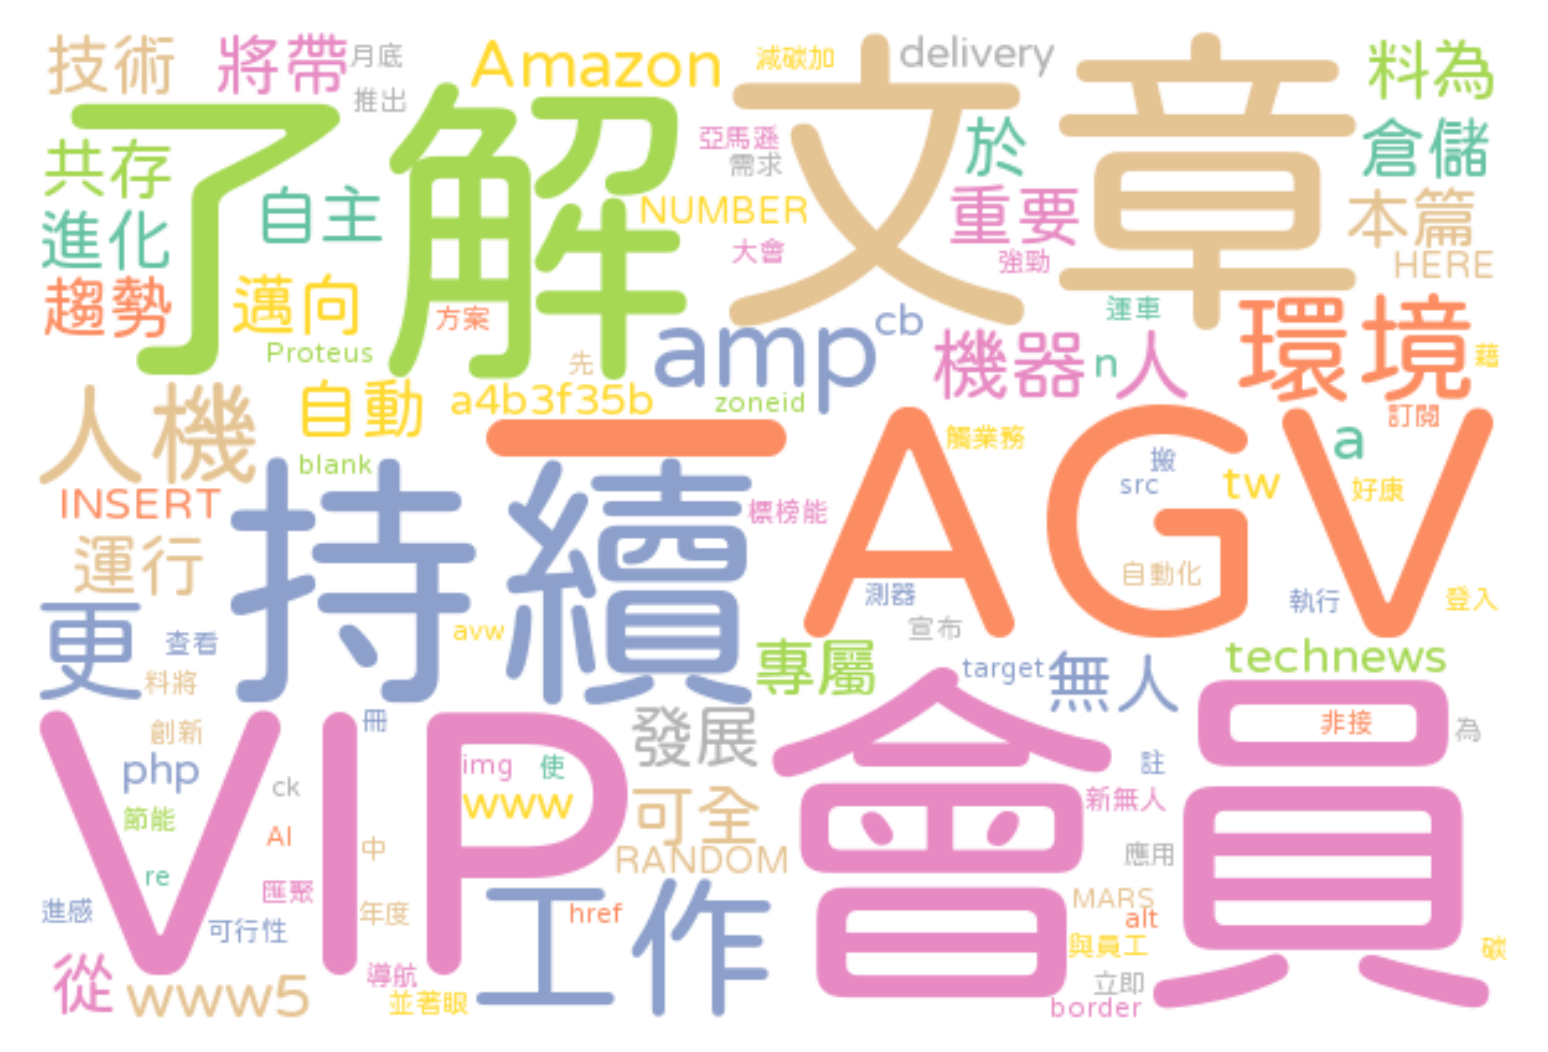 技術
將帶
月底
推出
Amazon
減碳加
文章
delivery
料為
了解
亞馬遜
需求
於
倉儲
共存
自主
NUMBER
重要
本篇
進化
大會
強勁
HERE
趨勢
邁向
方案
Proteus
先
amp
cb
機器
n
人
運車
環境
藉
人機
自動
a4b3f35b
zoneid
訂閱
a
一
AGV
觸業務
blank
搬
src
tw
好康
INSERT
持續
標榜能
運行
自動化
測器
執行
登入
更
查看
avw
宣布
料將
專屬
target
無人
technews
VIP
會員
冊
發展
非接
為
創新
php
img
使
註
ck
www
可全
新無人
節能
AI
中
RANDOM
應用
re
匯聚
年度
工作
href
MARS
alt
進感
可行性
與員工
碳
從
www5
導航
並著眼
立即
border